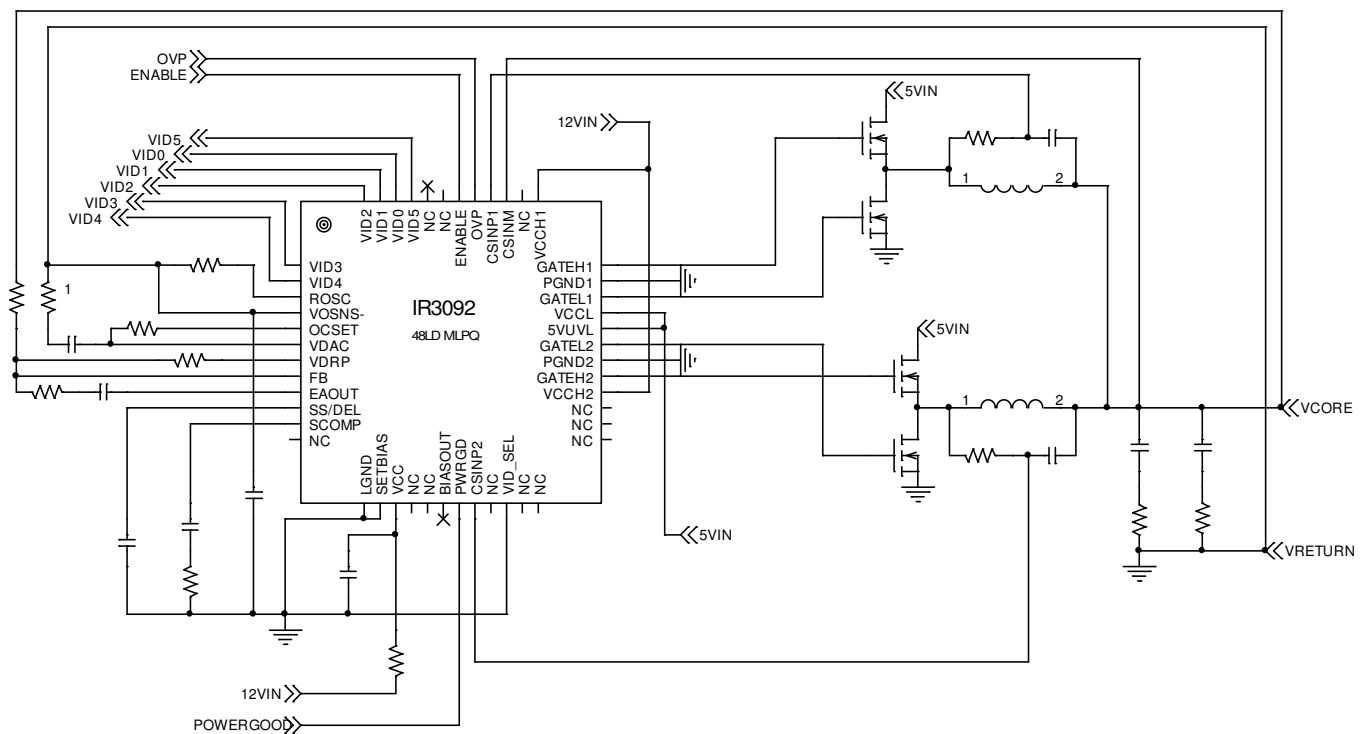 OVP
ENABLE
5VIN
12VIN
VID5
VID0
VID1
VID2
VID3
VID4
1 2
VID2
VID1
VID0
VID5
NC
NC
ENABLE
OVP
CSINP1
CSINM
NC
VCCH1
VID3
VID4
ROSC
VOSNS-
OCSET
VDAC
VDRP
FB
EAOUT
SS/DEL
SCOMP
NC
1
IR3092
48LD MLPQ
GATEH1
PGND1
GATEL1
VCCL
5VUVL
GATEL2
PGND2
GATEH2
VCCH2
NC
NC
NC
5VIN
1 2
VCORE
LGND
SETBIAS
VCC
NC
NC
BIASOUT
PWRGD
CSINP2
NC
VID_SEL
NC
NC
5VIN
VRETURN
12VIN
POWERGOOD